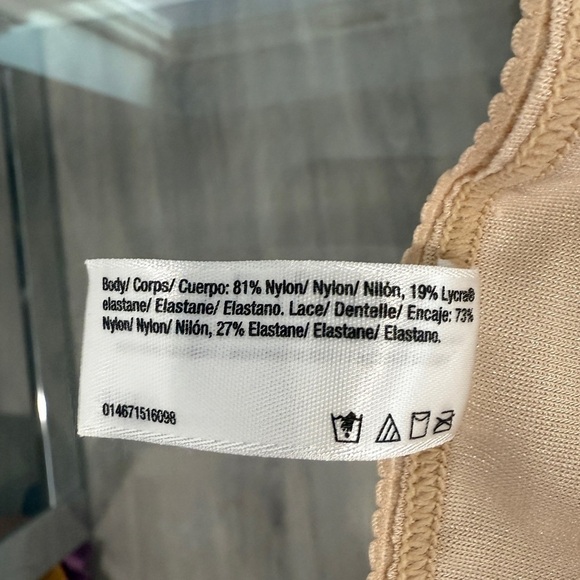 Body/ Corps/ Cuerpo: 81% Nylon/ Nylon/ Nilón, 19% Lycra®
elastane/ Elastane/ Elastano. Lace/ Dentelle/ Encaje: 73%
Nylon/ Nylon/ Nilón, 27% Elastane/ Elastane/ Elastano.
014671516098